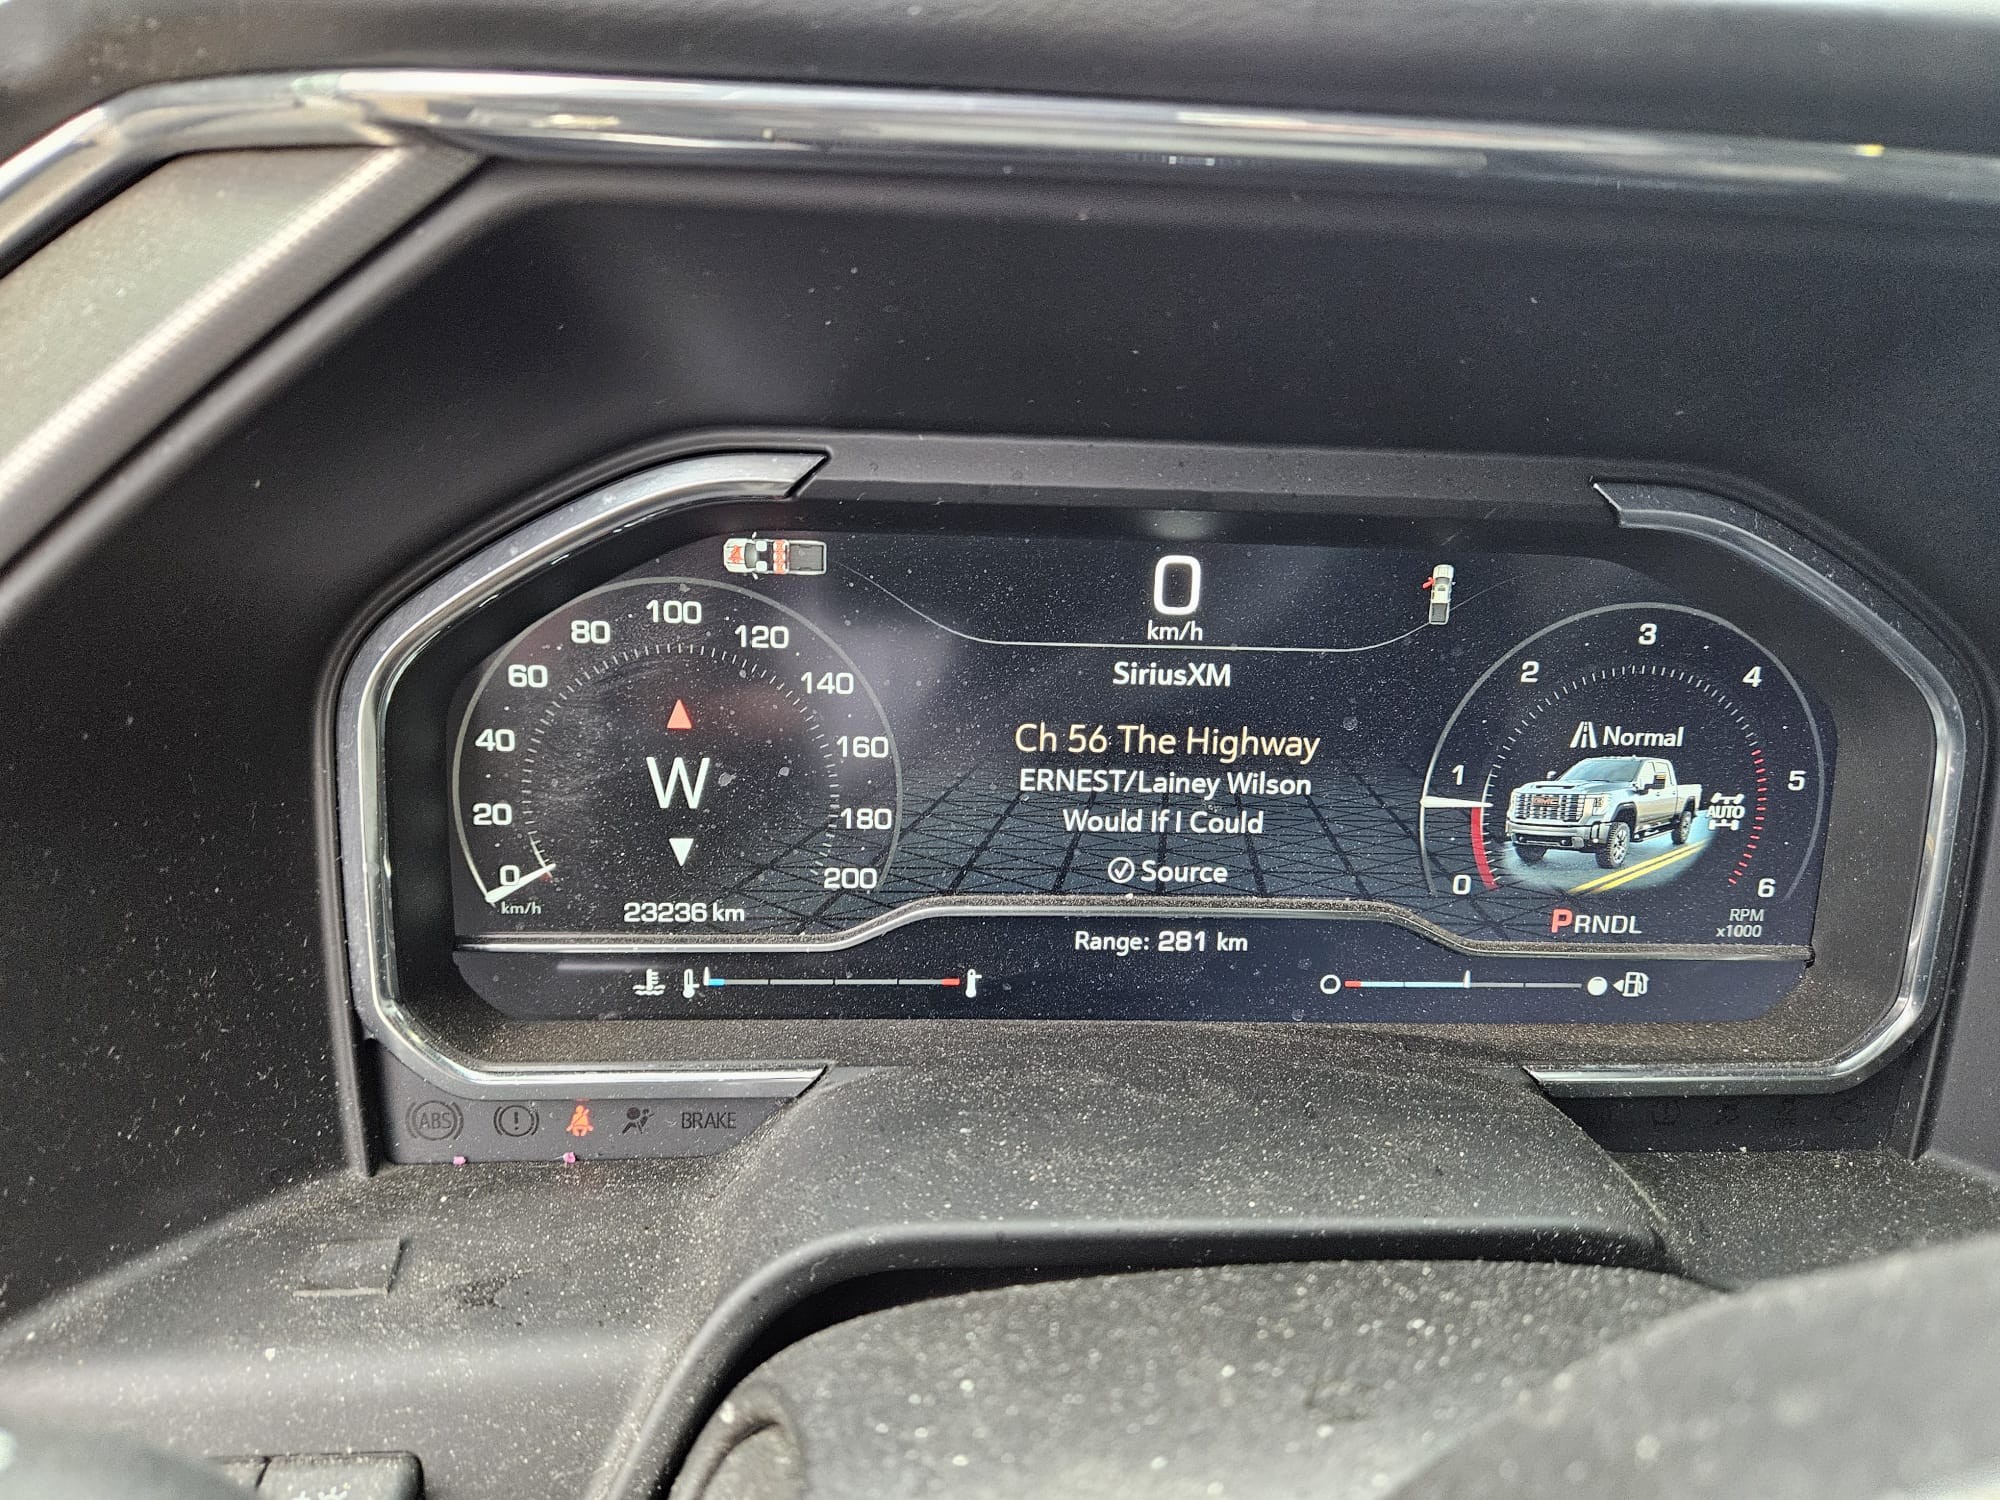 0
km/h
SiriusXM
Ch 56 The Highway
ERNEST/Lainey Wilson
Would If I Could
Source
0
20
40
60
80
100
120
140
160
180
200
km/h
W
23236 km
0
1
2
3
4
5
6
Normal
GMC
AUTO
PRNDL
RPM
x1000
Range: 281 km
ABS
!
BRAKE
OFF